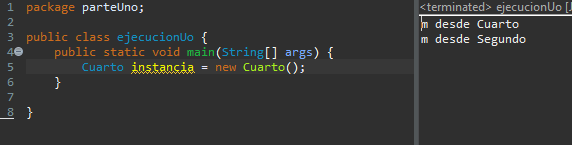 1 package parteUno;
2
3 public class ejecucionUo {
4 public static void main(String[] args) {
5 Cuarto instancia = new Cuarto();
6 }
7
8 }
<terminated> ejecucionUo [J
m desde Cuarto
m desde Segundo